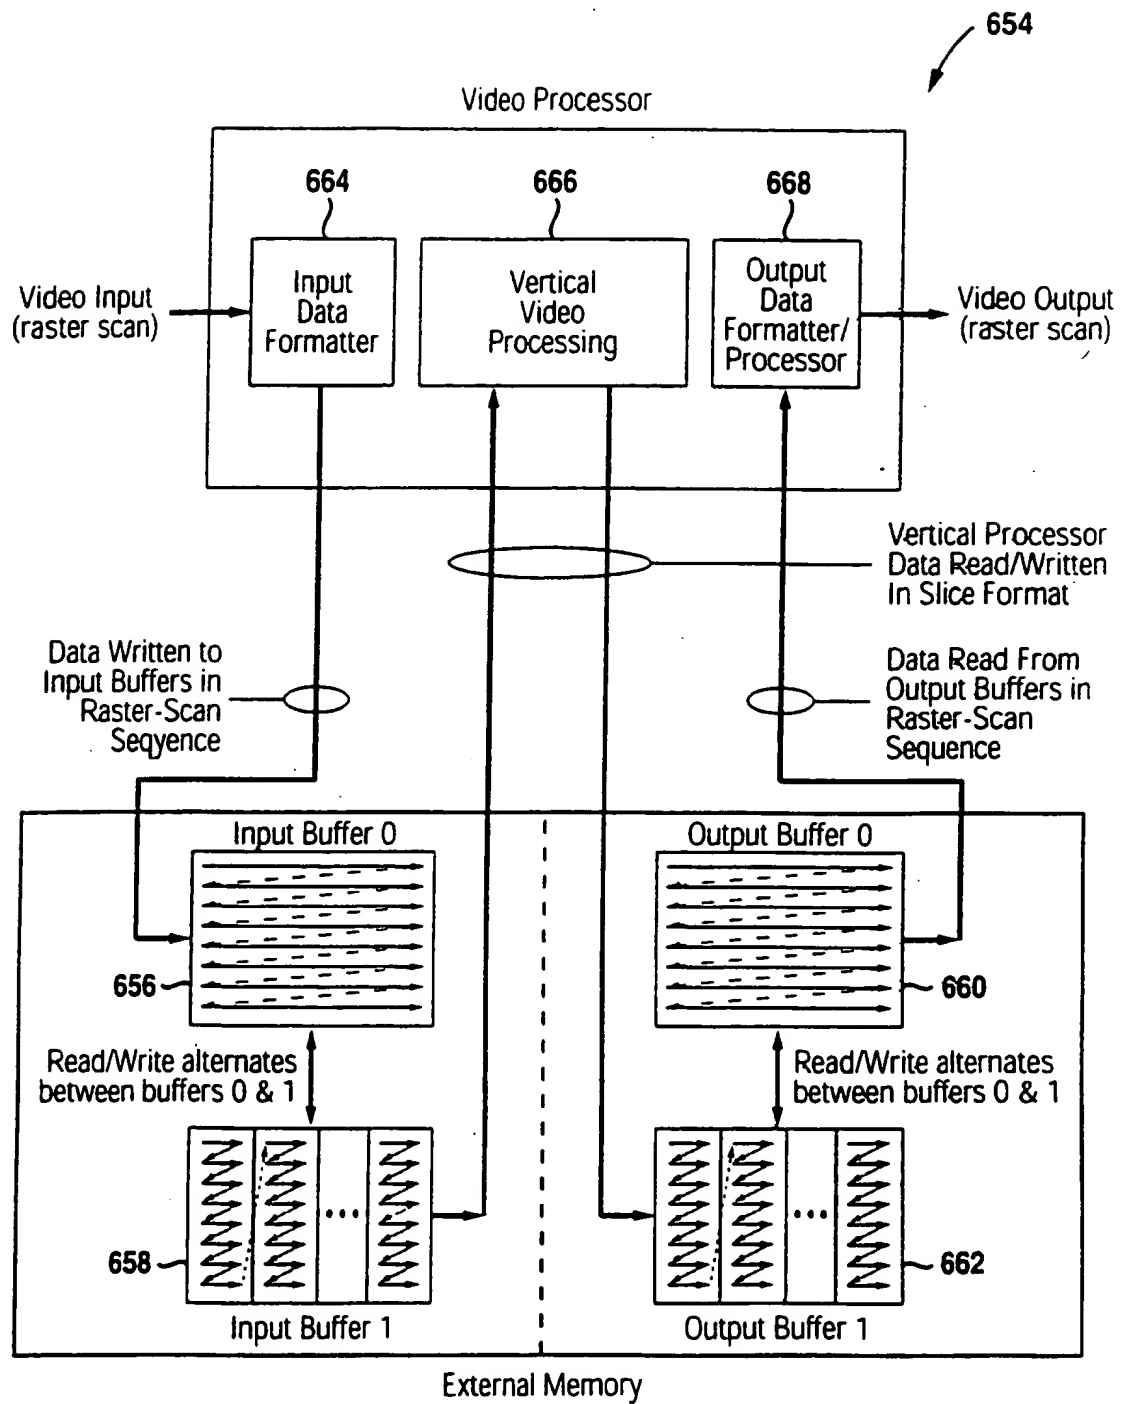 654
Video Processor
664
666
668
Input
Data
Formatter
Vertical
Video
Processing
Output
Data
Formatter/
Processor
Video Input
(raster scan)
Video Output
(raster scan)
Vertical Processor
Data Read/Written
In Slice Format
Data Written to
Input Buffers in
Raster-Scan
Seqyence
Data Read From
Output Buffers in
Raster-Scan
Sequence
Input Buffer 0
Output Buffer 0
656
660
Read/Write alternates
between buffers 0 & 1
Read/Write alternates
between buffers 0 & 1
658
662
Input Buffer 1
Output Buffer 1
External Memory